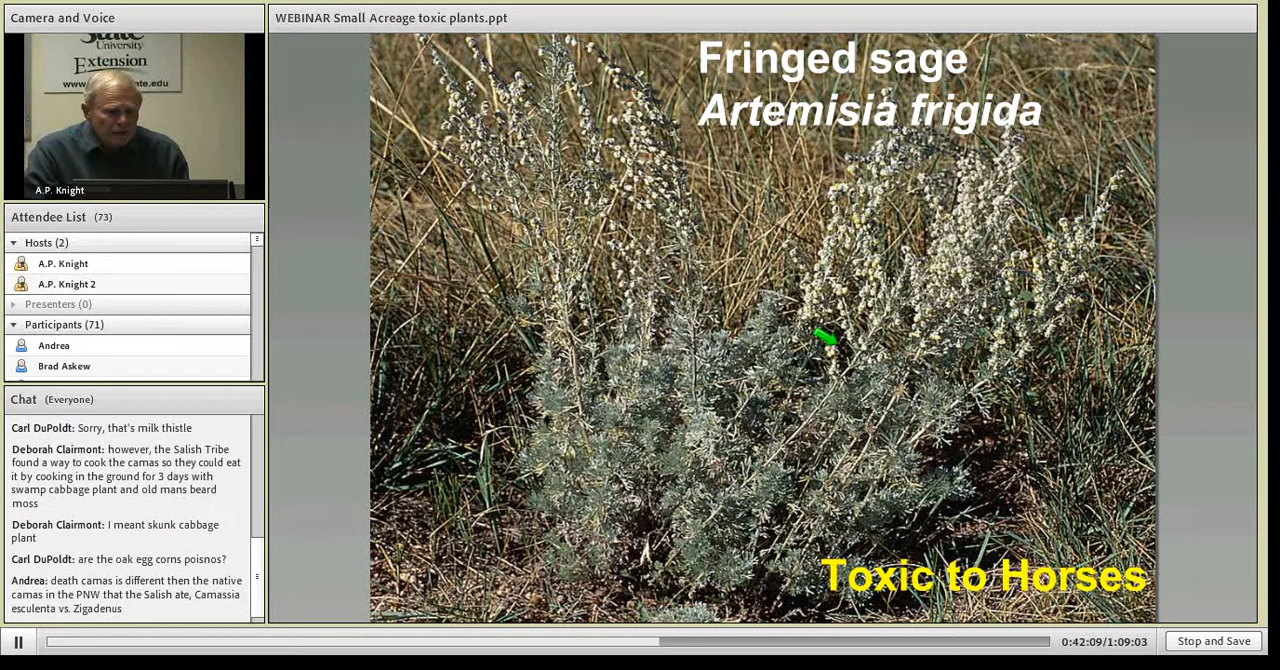 Camera and Voice
State
University
Extension
A.P. Knight
Attendee List (73)
Hosts (2)
A.P. Knight
A.P. Knight 2
Presenters (0)
Participants (71)
Andrea
Brad Askew
Chat (Everyone)
Carl DuPoldt: Sorry, that's milk thistle
Deborah Clairmont: however, the Salish Tribe
found a way to cook the camas so they could eat
it by cooking in the ground for 3 days with
swamp cabbage plant and old mans beard
moss
Deborah Clairmont: I meant skunk cabbage
plant
Carl DuPoldt: are the oak egg corns poisnos?
Andrea: death camas is different then the native
camas in the PNW that the Salish ate, Camassia
esculenta vs. Zigadenus
WEBINAR Small Acreage toxic plants.ppt
Fringed sage
Artemisia frigida
Toxic to Horses
0:42:09/1:09:03
Stop and Save